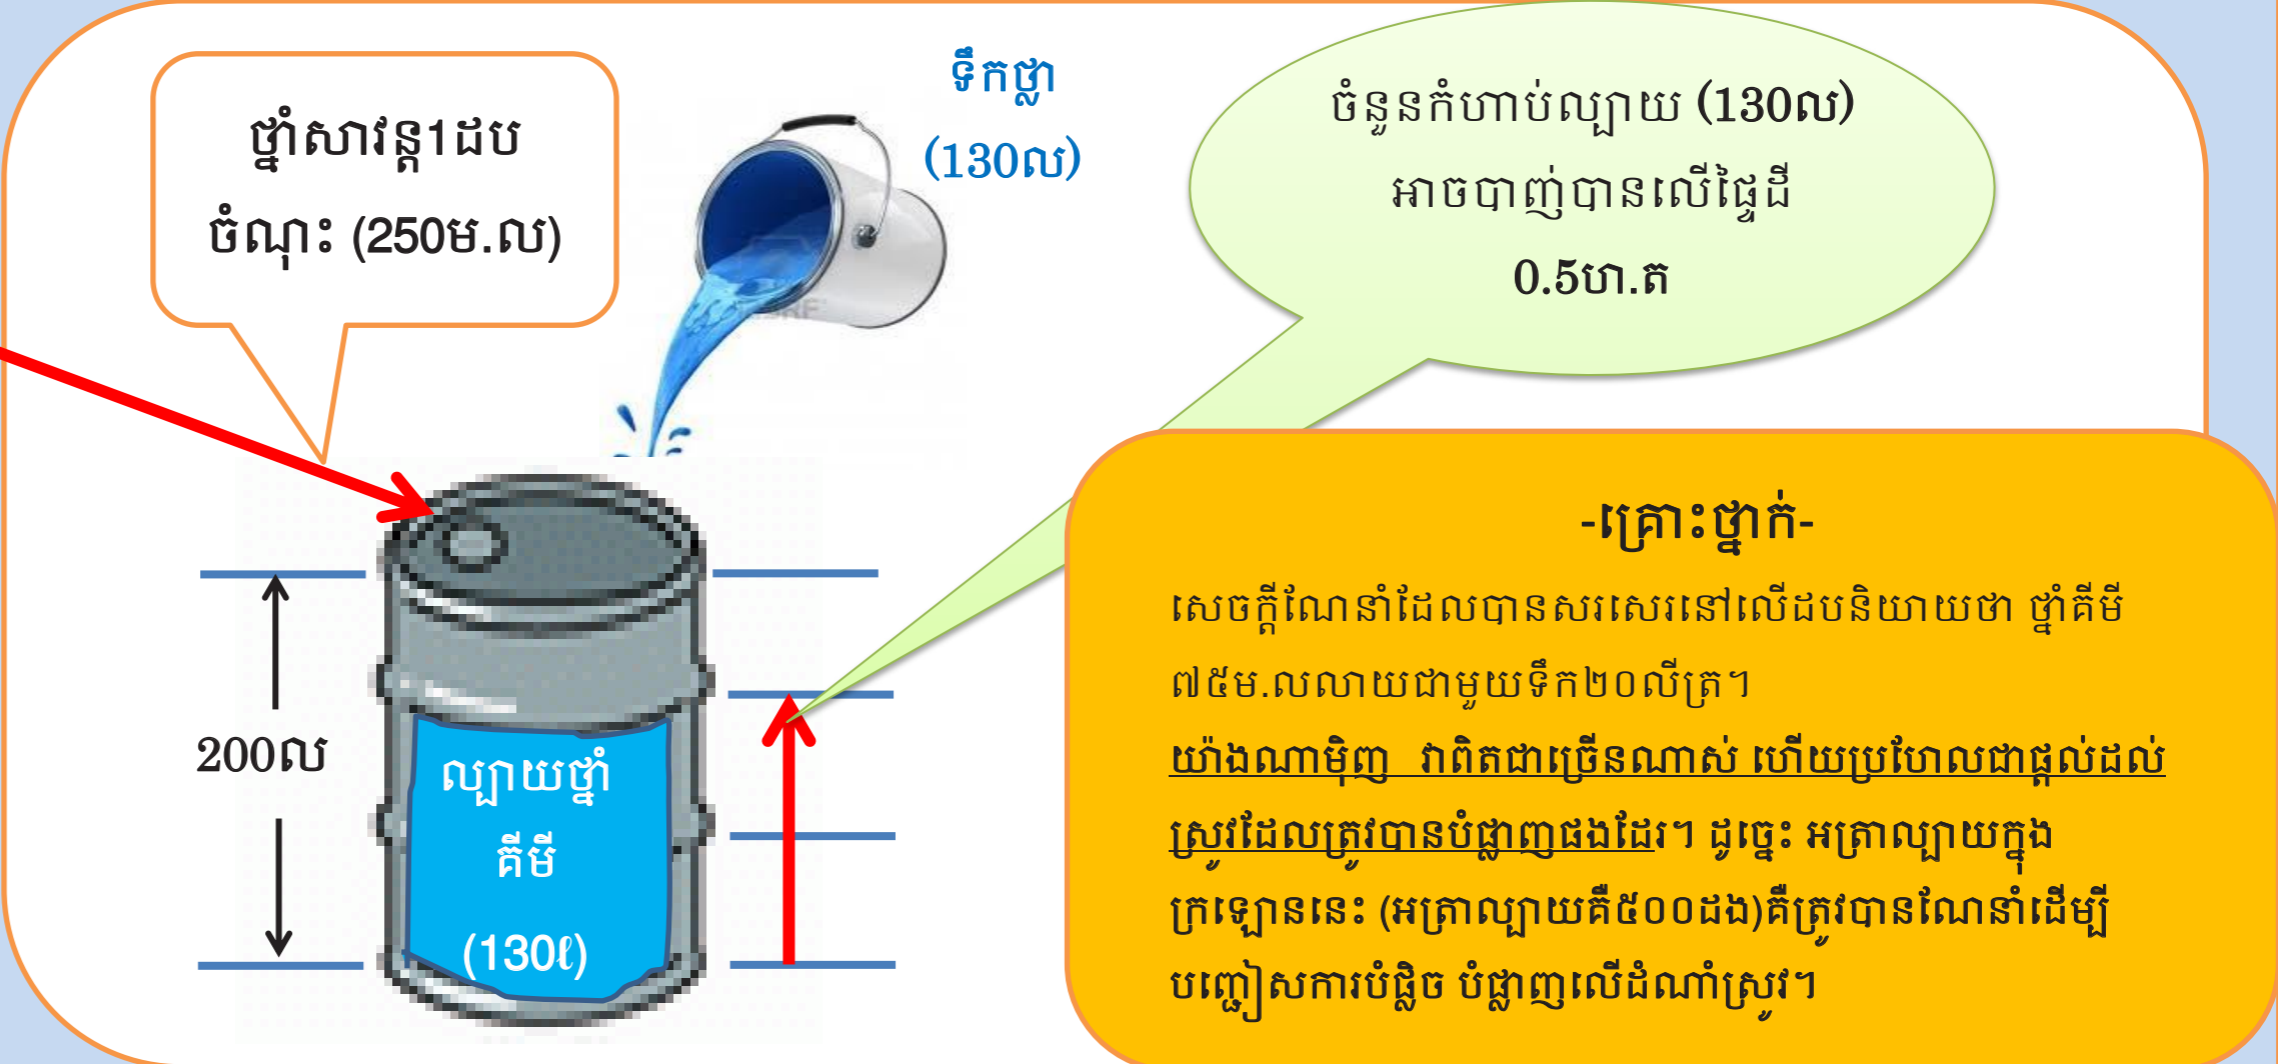 ថ្នាំសាវន្ត1ដប
ចំណុះ (250ម.ល)
ទឹកថ្លា
(130ល)
ចំនួនកំហាប់ល្បាយ (130ល)
អាចបាញ់បានលើផ្ទៃដី
0.5ហ.ត
200ល
ល្បាយថ្នាំ
គីមី
(130ℓ)
-គ្រោះថ្នាក់-
សេចក្តីណែនាំដែលបានសរសេរនៅលើដបនិយាយថា ថ្នាំគីមី
៧៥ម.លលាយជាមួយទឹក២០លីត្រ។
យ៉ាងណាម៉ិញ វាពិតជាច្រើនណាស់ ហើយប្រហែលជាផ្តល់ដល់
ស្រូវដែលត្រូវបានបំផ្លាញផងដែរ។ ដូច្នេះ អត្រាល្បាយក្នុង
ក្រឡោននេះ (អត្រាល្បាយគឺ៥០០ដង)គឺត្រូវបានណែនាំដើម្បី
បញ្ជៀសការបំផ្លិច បំផ្លាញលើដំណាំស្រូវ។